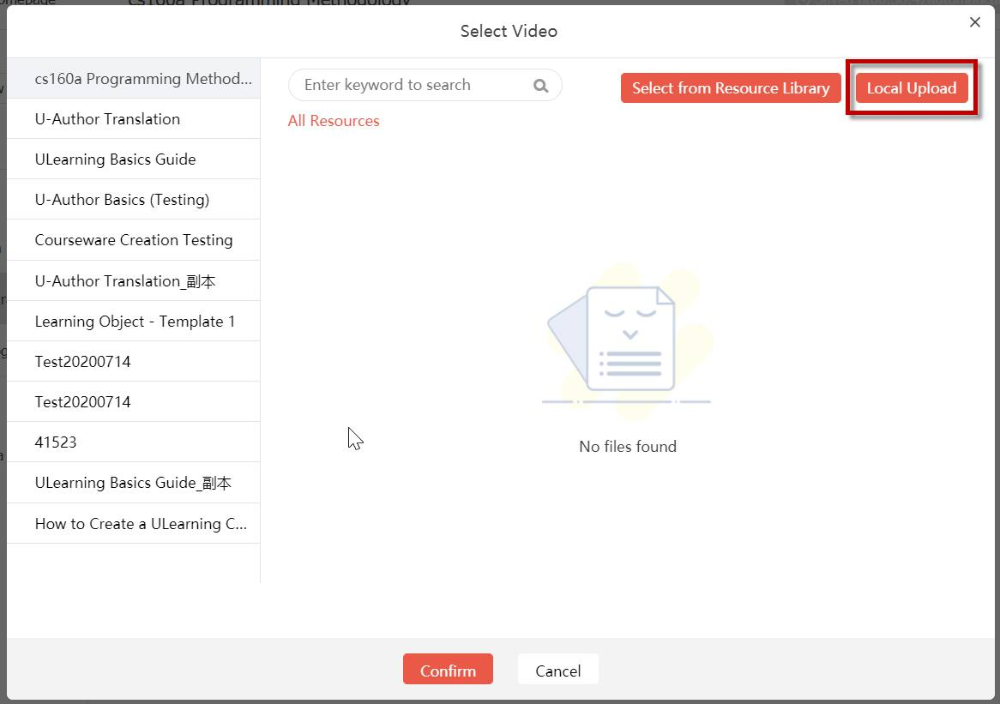 cs160a Programming Methodology
Select Video
cs160a Programming Method...
U-Author Translation
ULearning Basics Guide
U-Author Basics (Testing)
Courseware Creation Testing
U-Author Translation_副本
Learning Object - Template 1
Test20200714
Test20200714
41523
ULearning Basics Guide_副本
How to Create a ULearning C...
Enter keyword to search
Select from Resource Library
Local Upload
All Resources
No files found
Confirm
Cancel